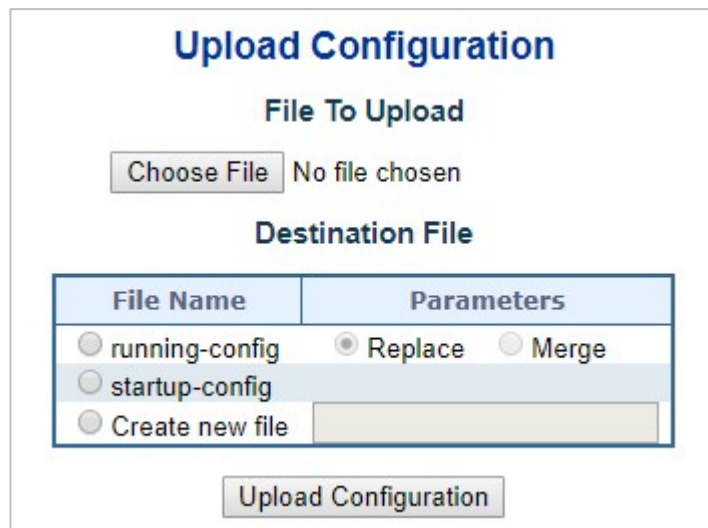 Upload Configuration
File To Upload
Choose File No file chosen
Destination File
File Name Parameters
running-config Replace Merge
startup-config
Create new file
Upload Configuration